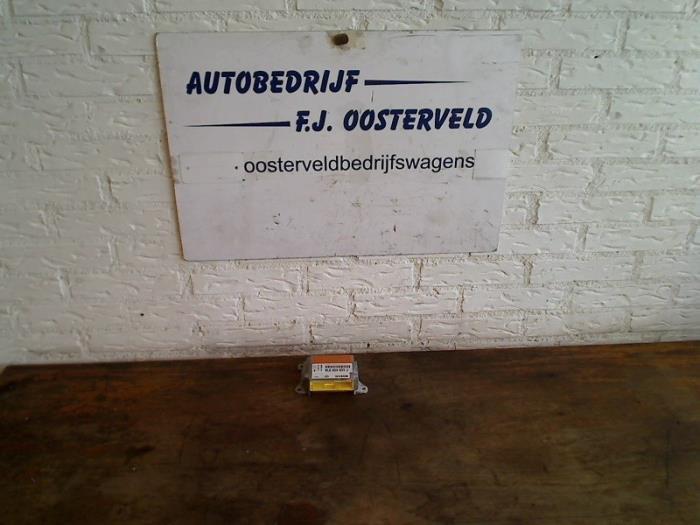 AUTOBEDRIJF
F.J. OOSTERVELD
· oosterveldbedrijfswagens